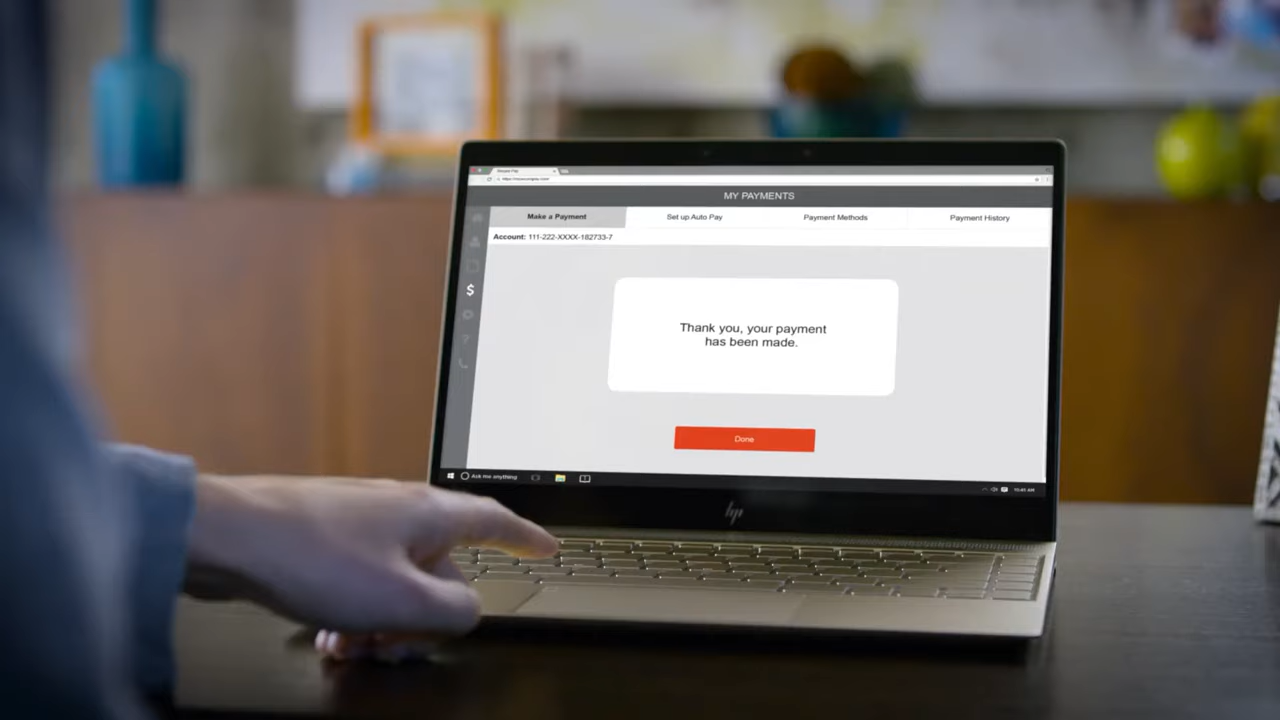 MY PAYMENTS
Make a Payment
Set up Auto Pay
Payment Methods
Payment History
Account: 111-222-XXXX-182733-7
$
Thank you, your payment
has been made.
Done
Ask me anything
hp